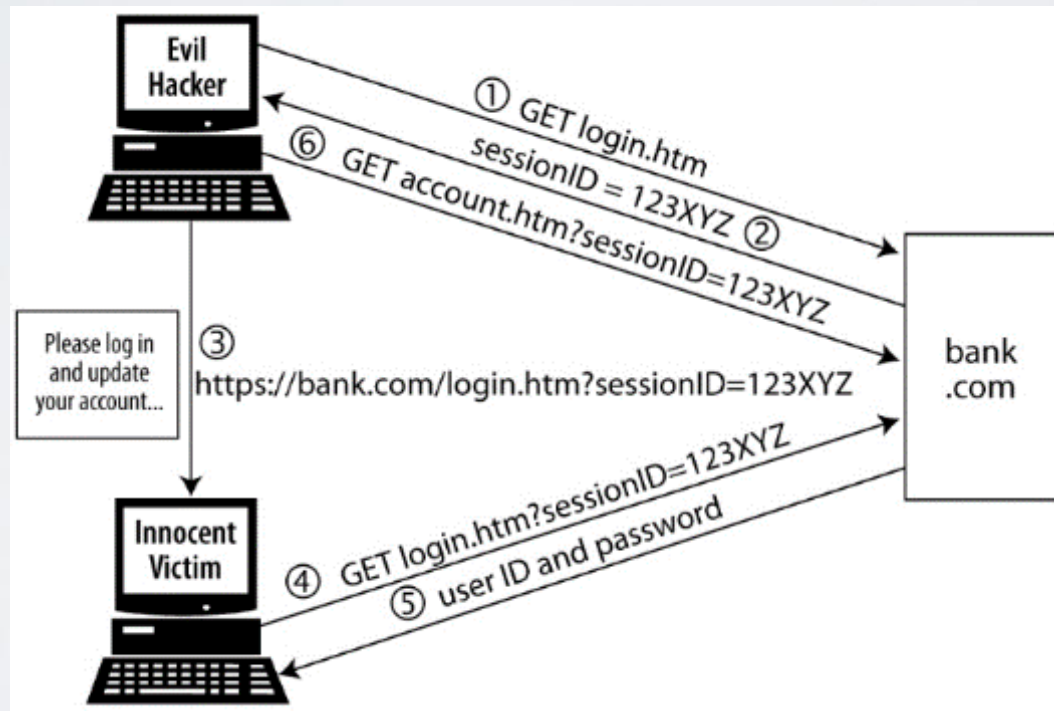 Evil
Hacker
① GET login.htm
sessionID = 123XYZ ②
⑥ GET account.htm?sessionID=123XYZ
Please log in
and update
your account...
③
https://bank.com/login.htm?sessionID=123XYZ
bank
.com
Innocent
Victim
④ GET login.htm?sessionID=123XYZ
⑤ user ID and password